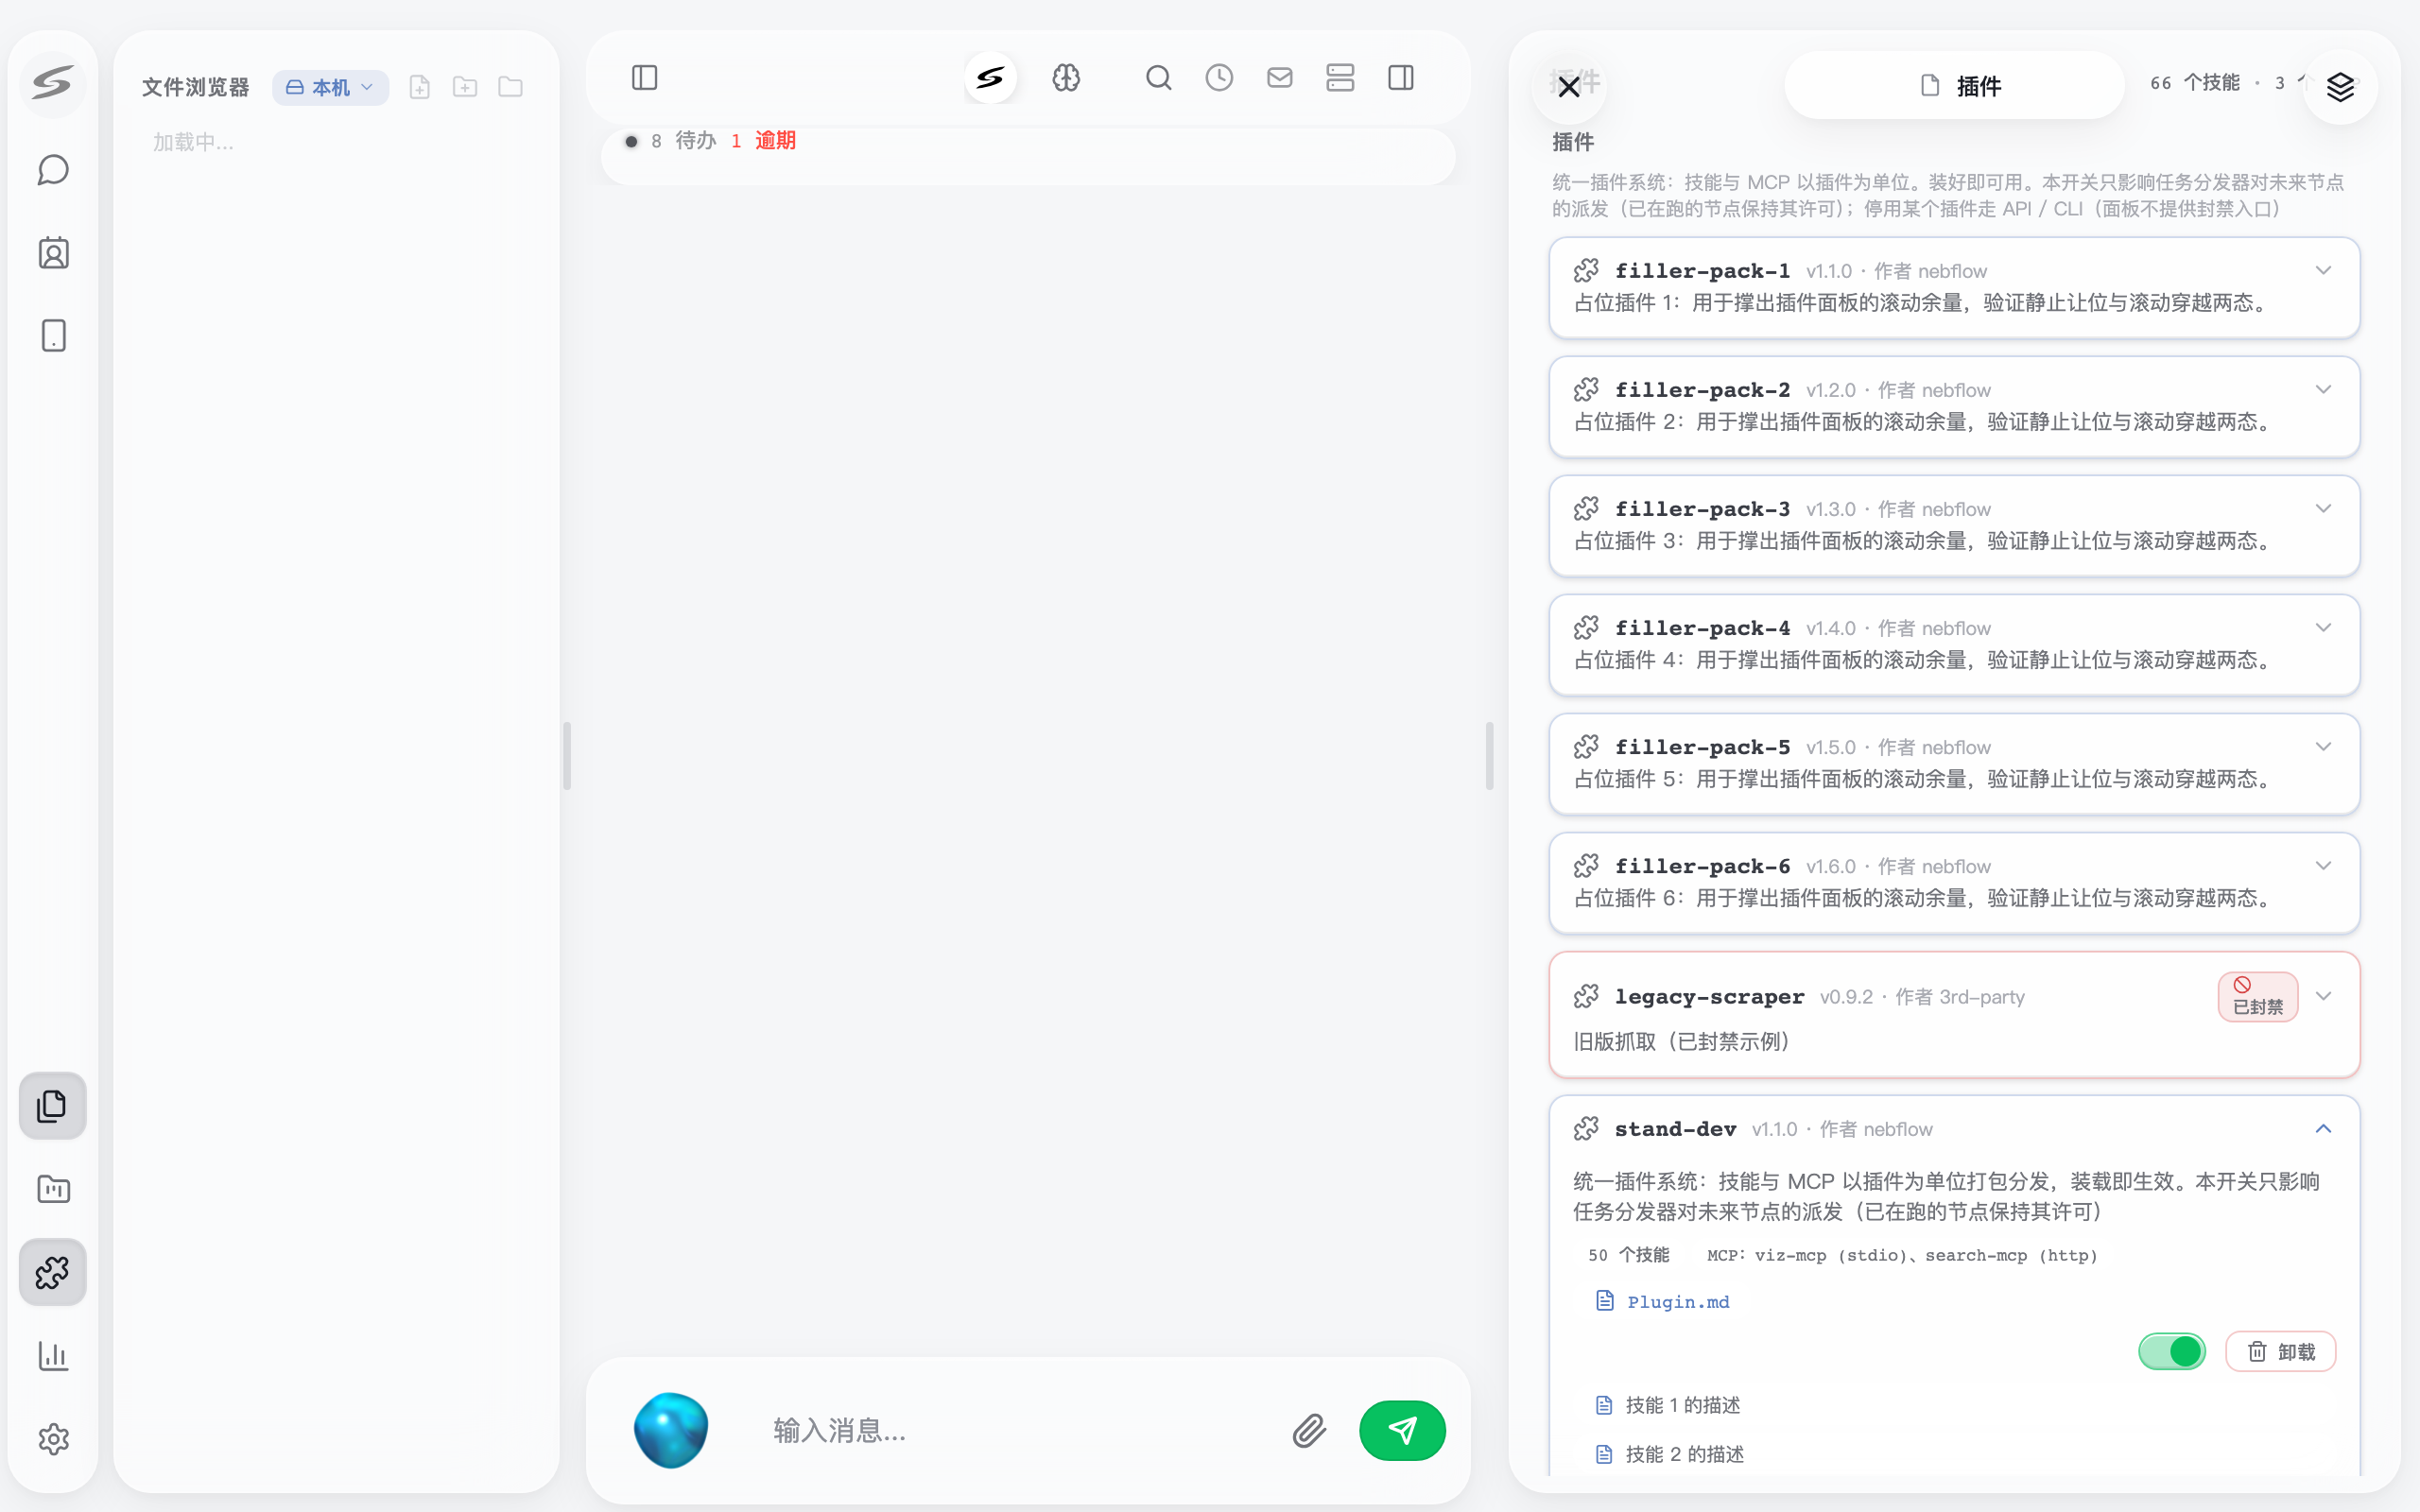 文件浏览器
本机
加载中...
8 待办 1 逾期
插件
插件
66 个技能 · 3 个
插件
统一插件系统：技能与 MCP 以插件为单位。装好即可用。本开关只影响任务分发器对未来节点
的派发（已在跑的节点保持其许可）；停用某个插件走 API / CLI（面板不提供封禁入口）
filler-pack-1 v1.1.0 · 作者 nebflow
占位插件 1：用于撑出插件面板的滚动余量，验证静止让位与滚动穿越两态。
filler-pack-2 v1.2.0 · 作者 nebflow
占位插件 2：用于撑出插件面板的滚动余量，验证静止让位与滚动穿越两态。
filler-pack-3 v1.3.0 · 作者 nebflow
占位插件 3：用于撑出插件面板的滚动余量，验证静止让位与滚动穿越两态。
filler-pack-4 v1.4.0 · 作者 nebflow
占位插件 4：用于撑出插件面板的滚动余量，验证静止让位与滚动穿越两态。
filler-pack-5 v1.5.0 · 作者 nebflow
占位插件 5：用于撑出插件面板的滚动余量，验证静止让位与滚动穿越两态。
filler-pack-6 v1.6.0 · 作者 nebflow
占位插件 6：用于撑出插件面板的滚动余量，验证静止让位与滚动穿越两态。
legacy-scraper v0.9.2 · 作者 3rd-party
已封禁
旧版抓取（已封禁示例）
stand-dev v1.1.0 · 作者 nebflow
统一插件系统：技能与 MCP 以插件为单位打包分发，装载即生效。本开关只影响
任务分发器对未来节点的派发（已在跑的节点保持其许可）
50 个技能 MCP：viz-mcp (stdio)、search-mcp (http)
Plugin.md
卸载
技能 1 的描述
技能 2 的描述
输入消息...